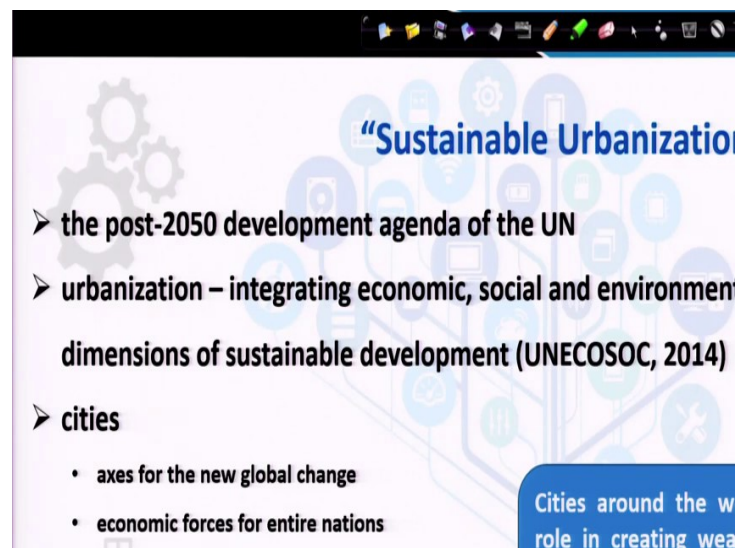 “Sustainable Urbanization
➢ the post-2050 development agenda of the UN
➢ urbanization – integrating economic, social and environment
dimensions of sustainable development (UNECOSOC, 2014)
➢ cities
• axes for the new global change
• economic forces for entire nations
Cities around the w
role in creating wea